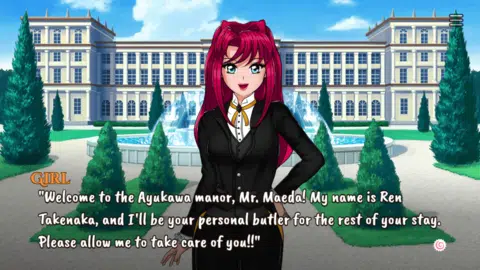 GIRL
"Welcome to the Ayukawa manor, Mr. Maeda! My name is Ren
Takenaka, and I'll be your personal butler for the rest of your stay.
Please allow me to take care of you!!"